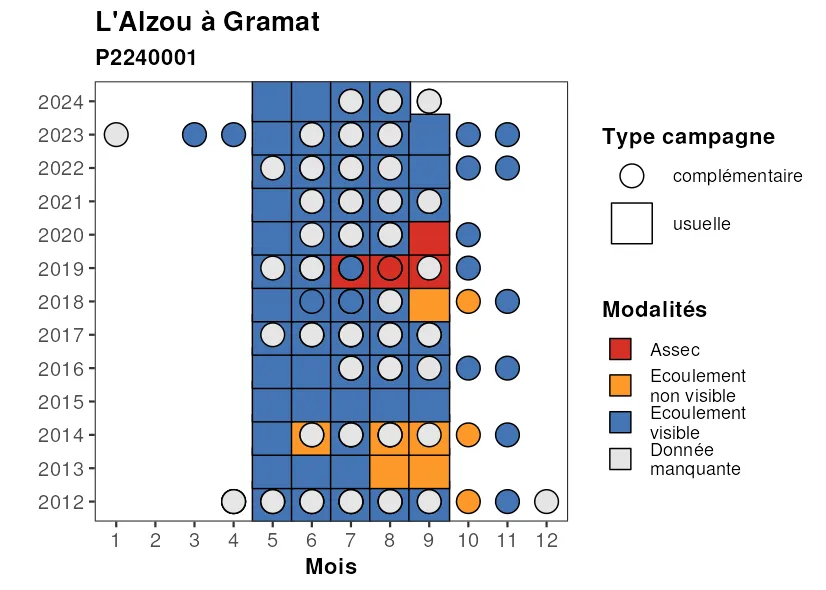 L'Alzou à Gramat
P2240001
2024
2023
2022
2021
2020
2019
2018
2017
2016
2015
2014
2013
2012
1 2 3 4 5 6 7 8 9 10 11 12
Mois
Type campagne
complémentaire
usuelle
Modalités
Assec
Ecoulement
non visible
Ecoulement
visible
Donnée
manquante